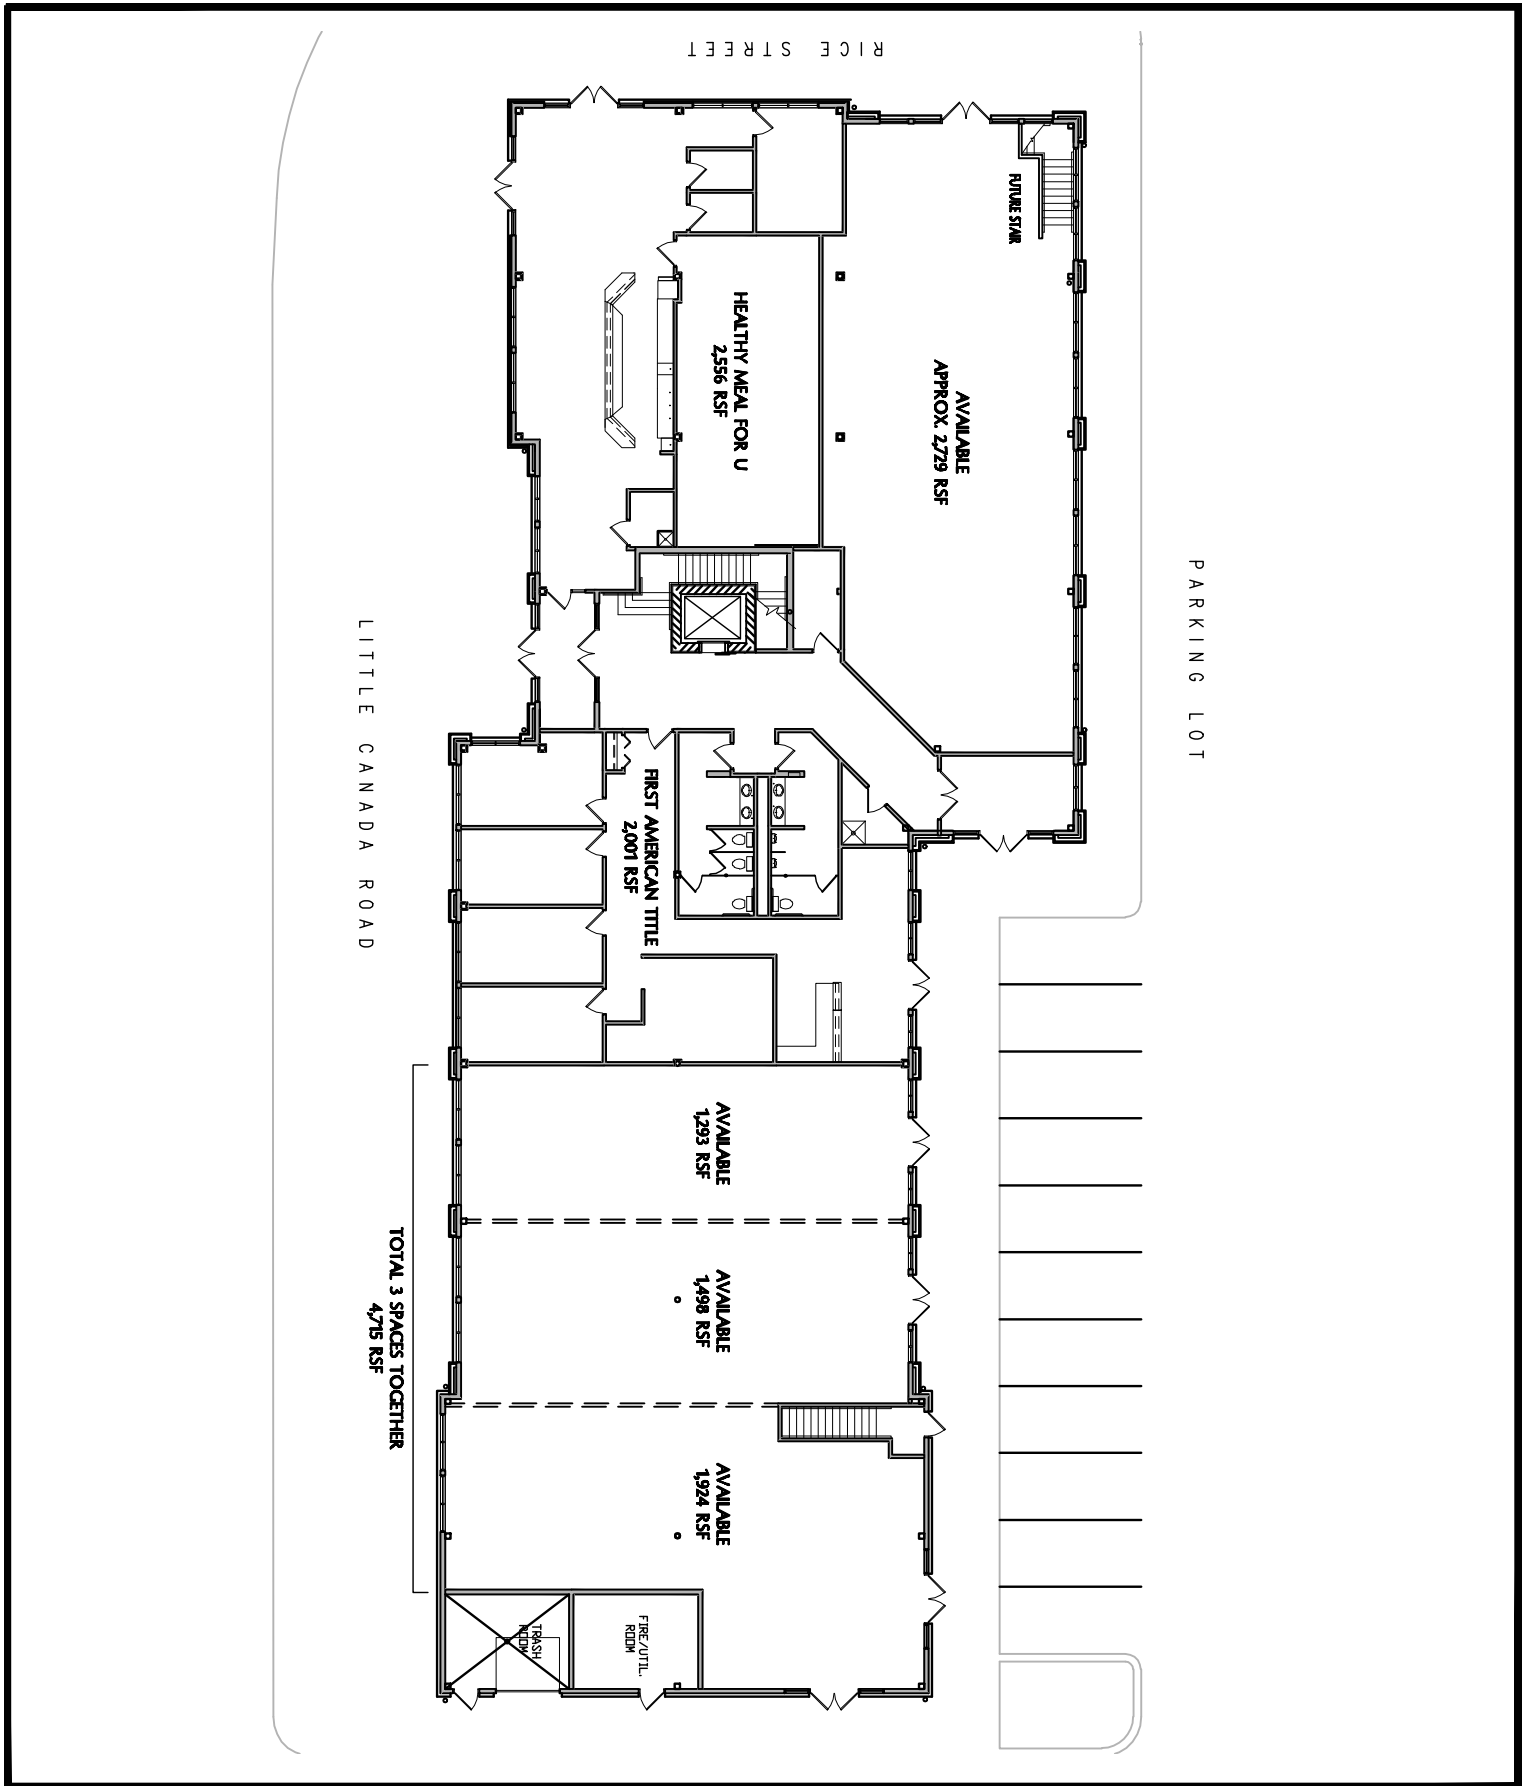 RICE STREET
FUTURE STAIR
HEALTHY MEAL FOR U
2,556 RSF
AVAILABLE
APPROX. 2,729 RSF
PARKING LOT
LITTLE CANADA ROAD
FIRST AMERICAN TITLE
2,001 RSF
AVAILABLE
1,293 RSF
AVAILABLE
1,498 RSF
TOTAL 3 SPACES TOGETHER
4,715 RSF
AVAILABLE
1,924 RSF
TRASH
ROOM
FIRE/UTIL.
ROOM